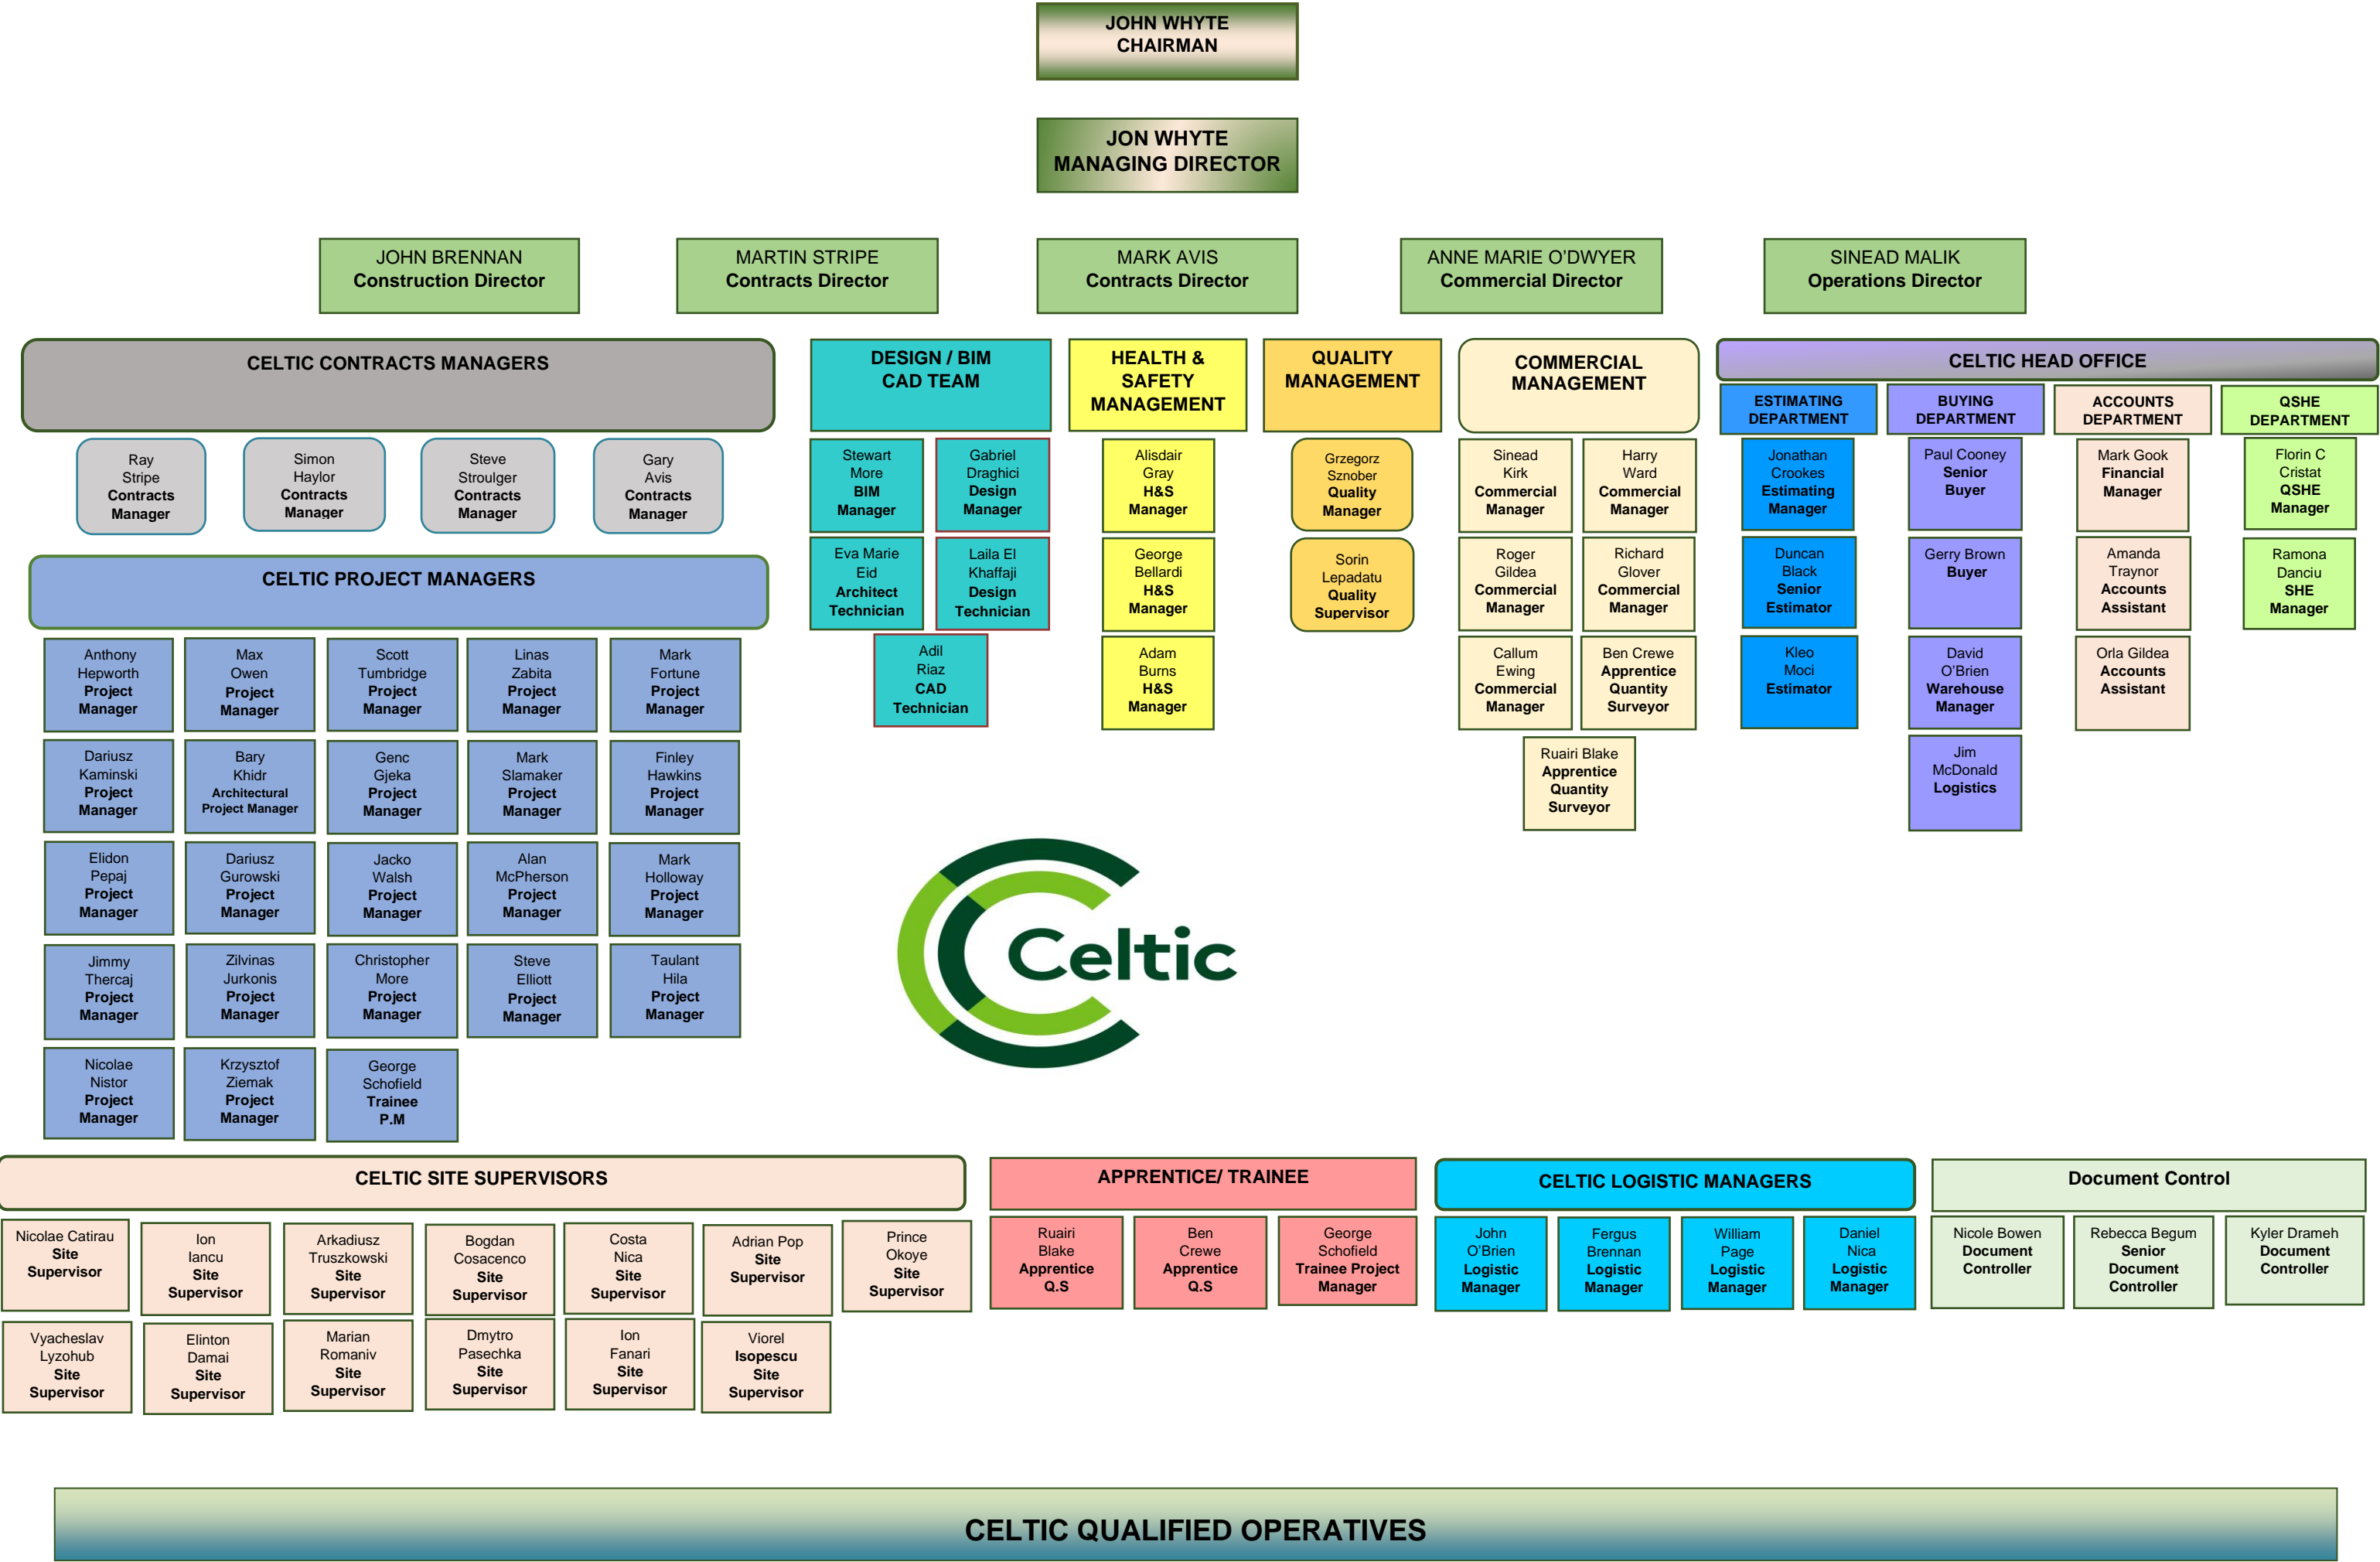 JOHN WHYTE
CHAIRMAN
JON WHYTE
MANAGING DIRECTOR
JOHN BRENNAN
Construction Director
MARTIN STRIPE
Contracts Director
MARK AVIS
Contracts Director
ANNE MARIE O’DWYER
Commercial Director
SINEAD MALIK
Operations Director
CELTIC CONTRACTS MANAGERS
Ray
Stripe
Contracts
Manager
Simon
Haylor
Contracts
Manager
Steve
Stroulger
Contracts
Manager
Gary
Avis
Contracts
Manager
CELTIC PROJECT MANAGERS
Anthony
Hepworth
Project
Manager
Max
Owen
Project
Manager
Scott
Tumbridge
Project
Manager
Linas
Zabita
Project
Manager
Mark
Fortune
Project
Manager
Dariusz
Kaminski
Project
Manager
Bary
Khidr
Architectural
Project Manager
Genc
Gjeka
Project
Manager
Mark
Slamaker
Project
Manager
Finley
Hawkins
Project
Manager
Elidon
Pepaj
Project
Manager
Dariusz
Gurowski
Project
Manager
Jacko
Walsh
Project
Manager
Alan
McPherson
Project
Manager
Mark
Holloway
Project
Manager
Jimmy
Thercaj
Project
Manager
Zilvinas
Jurkonis
Project
Manager
Christopher
More
Project
Manager
Steve
Elliott
Project
Manager
Taulant
Hila
Project
Manager
Nicolae
Nistor
Project
Manager
Krzysztof
Ziemak
Project
Manager
George
Schofield
Trainee
P.M
DESIGN / BIM
CAD TEAM
Stewart
More
BIM
Manager
Gabriel
Draghici
Design
Manager
Eva Marie
Eid
Architect
Technician
Laila El
Khaffaji
Design
Technician
Adil
Riaz
CAD
Technician
HEALTH &
SAFETY
MANAGEMENT
Alisdair
Gray
H&S
Manager
George
Bellardi
H&S
Manager
Adam
Burns
H&S
Manager
QUALITY
MANAGEMENT
Grzegorz
Sznober
Quality
Manager
Sorin
Lepadatu
Quality
Supervisor
COMMERCIAL
MANAGEMENT
Sinead
Kirk
Commercial
Manager
Harry
Ward
Commercial
Manager
Roger
Gildea
Commercial
Manager
Richard
Glover
Commercial
Manager
Callum
Ewing
Commercial
Manager
Ben Crewe
Apprentice
Quantity
Surveyor
Ruairi Blake
Apprentice
Quantity
Surveyor
CELTIC HEAD OFFICE
ESTIMATING
DEPARTMENT
Jonathan
Crookes
Estimating
Manager
Duncan
Black
Senior
Estimator
Kleo
Moci
Estimator
BUYING
DEPARTMENT
Paul Cooney
Senior
Buyer
Gerry Brown
Buyer
David
O’Brien
Warehouse
Manager
Jim
McDonald
Logistics
ACCOUNTS
DEPARTMENT
Mark Gook
Financial
Manager
Amanda
Traynor
Accounts
Assistant
Orla Gildea
Accounts
Assistant
QSHE
DEPARTMENT
Florin C
Cristat
QSHE
Manager
Ramona
Danciu
SHE
Manager
Celtic
CELTIC SITE SUPERVISORS
Nicolae Catirau
Site
Supervisor
Ion
Iancu
Site
Supervisor
Arkadiusz
Truszkowski
Site
Supervisor
Bogdan
Cosacenco
Site
Supervisor
Costa
Nica
Site
Supervisor
Adrian Pop
Site
Supervisor
Prince
Okoye
Site
Supervisor
Vyacheslav
Lyzohub
Site
Supervisor
Elinton
Damai
Site
Supervisor
Marian
Romaniv
Site
Supervisor
Dmytro
Pasechka
Site
Supervisor
Ion
Fanari
Site
Supervisor
Viorel
Isopescu
Site
Supervisor
APPRENTICE/ TRAINEE
Ruairi
Blake
Apprentice
Q.S
Ben
Crewe
Apprentice
Q.S
George
Schofield
Trainee Project
Manager
CELTIC LOGISTIC MANAGERS
John
O’Brien
Logistic
Manager
Fergus
Brennan
Logistic
Manager
William
Page
Logistic
Manager
Daniel
Nica
Logistic
Manager
Document Control
Nicole Bowen
Document
Controller
Rebecca Begum
Senior
Document
Controller
Kyler Drameh
Document
Controller
CELTIC QUALIFIED OPERATIVES